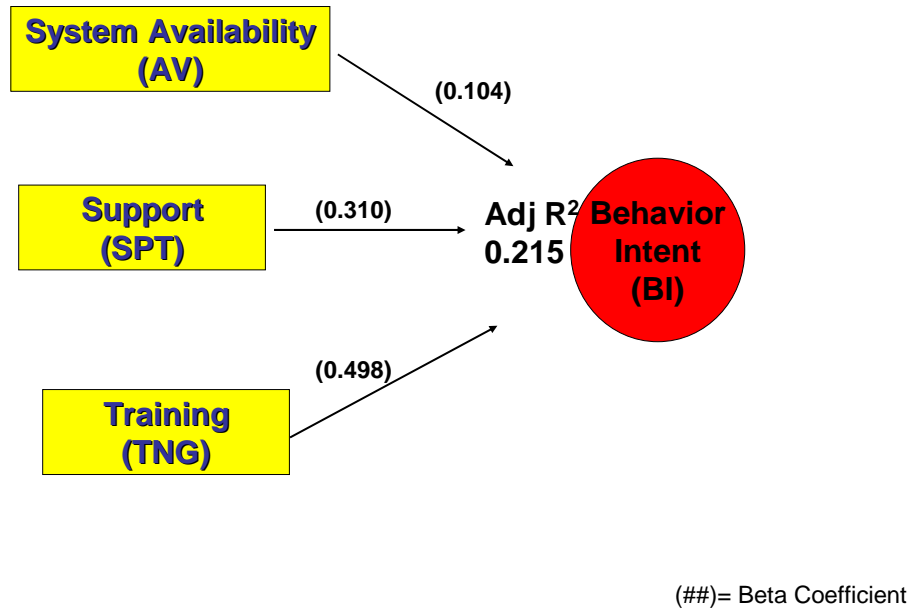 System Availability
(AV)
(0.104)
Support
(SPT)
(0.310)
Adj R²
0.215
Behavior
Intent
(BI)
(0.498)
Training
(TNG)
(##)= Beta Coefficient